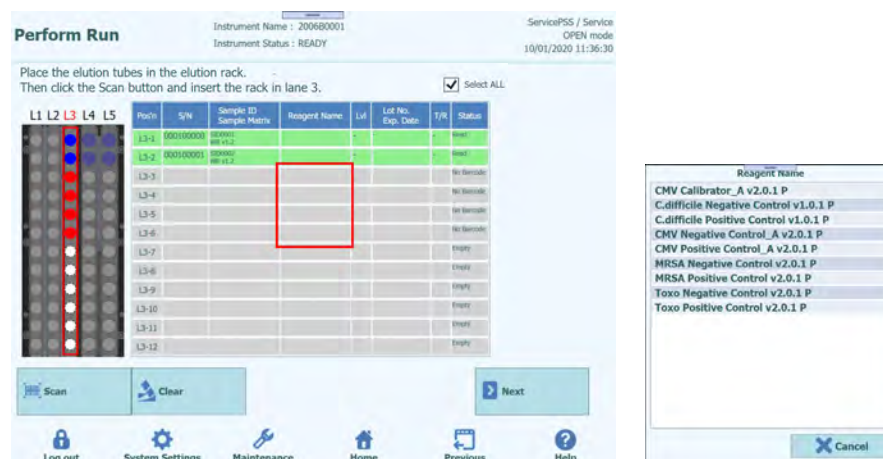 Perform Run
Instrument Name : 200680001
Instrument Status : READY
ServicePSS / Service
OPEN mode
10/01/2020 11:36:30
Place the elution tubes in the elution rack.
Then click the Scan button and insert the rack in lane 3.
Select ALL
L1 L2 L3 L4 L5
Pos'n S/N Sample ID Sample Matrix Reagent Name Lvl Lot No. Exp. Date T/R Status
L3-1 000100000 - - - Read
L3-2 000100001 - - Read
L3-3 No Barcode
L3-4 No Barcode
L3-5 No Barcode
L3-6 No Barcode
L3-7 Empty
L3-8 Empty
L3-9 Empty
L3-10 Empty
L3-11 Empty
L3-12 Empty
Scan
Clear
Next
Log out
System Settings
Maintenance
Home
Previous
Help
Reagent Name
CMV Calibrator_A v2.0.1 P
C.difficile Negative Control v1.0.1 P
C.difficile Positive Control v1.0.1 P
CMV Negative Control_A v2.0.1 P
CMV Positive Control_A v2.0.1 P
MRSA Negative Control v2.0.1 P
MRSA Positive Control v2.0.1 P
Toxo Negative Control v2.0.1 P
Toxo Positive Control v2.0.1 P
Cancel